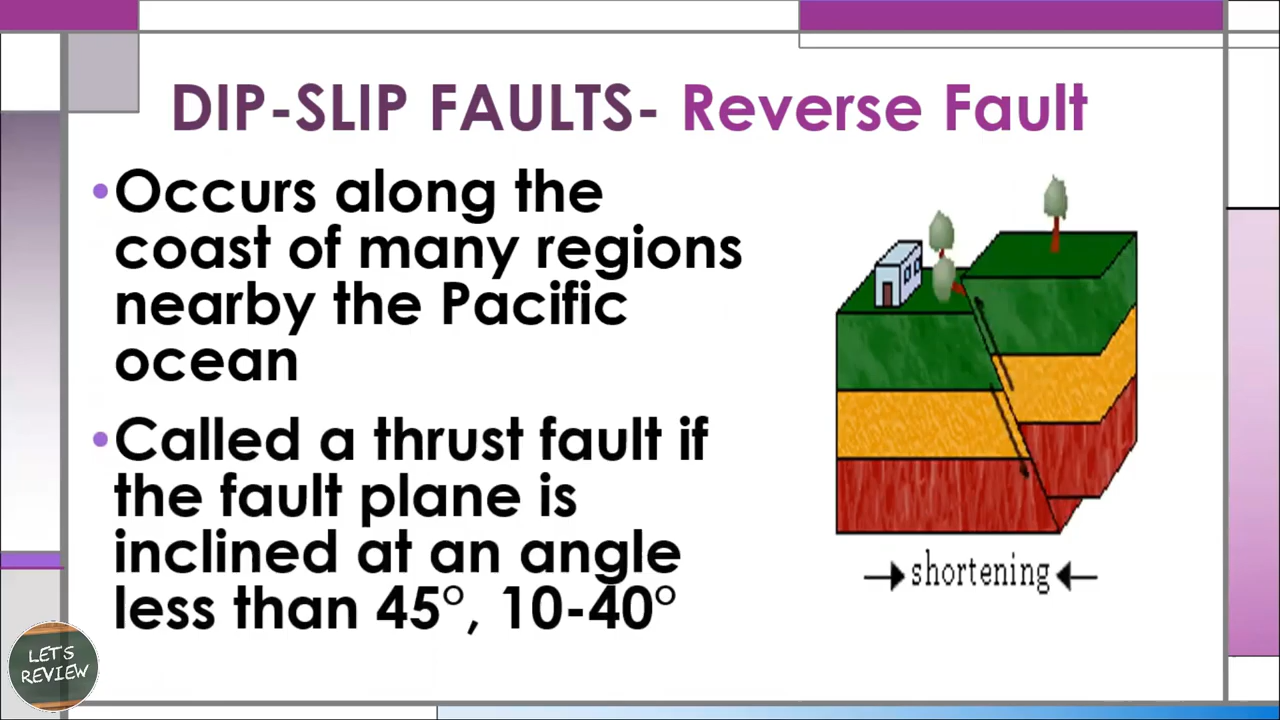 DIP-SLIP FAULTS- Reverse Fault
•Occurs along the
coast of many regions
nearby the Pacific
ocean
•Called a thrust fault if
the fault plane is
inclined at an angle
less than 45°, 10-40°
shortening
LET'S
REVIEW